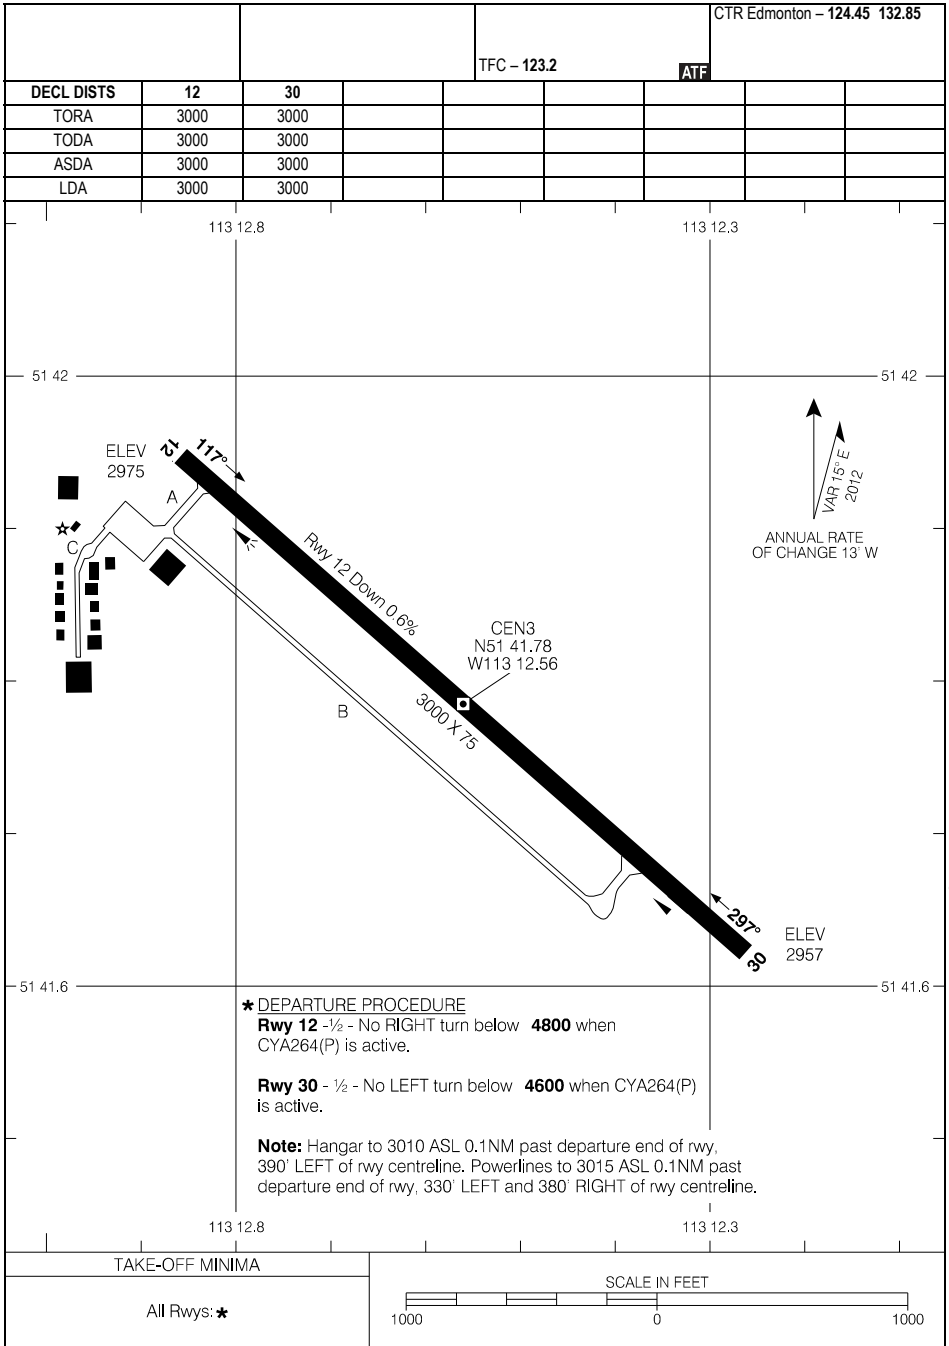 CTR Edmonton – 124.45 132.85
TFC – 123.2
ATF
DECL DISTS 12 30
TORA 3000 3000
TODA 3000 3000
ASDA 3000 3000
LDA 3000 3000
113 12.8 113 12.3
51 42 51 42
ELEV
2975
12
117°
A
C
VAR 15° E
2012
ANNUAL RATE
OF CHANGE 13' W
Rwy 12 Down 0.6%
CEN3
N51 41.78
W113 12.56
3000 X 75
B
297°
30
ELEV
2957
51 41.6 51 41.6
* DEPARTURE PROCEDURE
Rwy 12 -½ - No RIGHT turn below 4800 when
CYA264(P) is active.
Rwy 30 - ½ - No LEFT turn below 4600 when CYA264(P)
is active.
Note: Hangar to 3010 ASL 0.1NM past departure end of rwy,
390' LEFT of rwy centreline. Powerlines to 3015 ASL 0.1NM past
departure end of rwy, 330' LEFT and 380' RIGHT of rwy centreline.
113 12.8 113 12.3
TAKE-OFF MINIMA
All Rwys: *
SCALE IN FEET
1000 0 1000